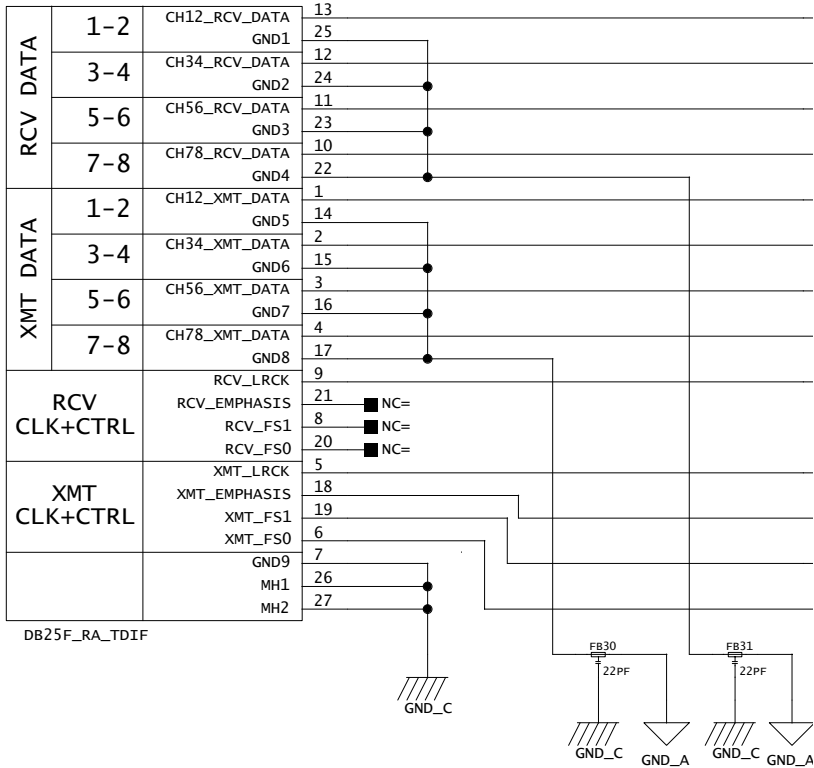 RCV DATA
1-2
CH12_RCV_DATA 13
GND1 25
3-4
CH34_RCV_DATA 12
GND2 24
5-6
CH56_RCV_DATA 11
GND3 23
7-8
CH78_RCV_DATA 10
GND4 22
XMT DATA
1-2
CH12_XMT_DATA 1
GND5 14
3-4
CH34_XMT_DATA 2
GND6 15
5-6
CH56_XMT_DATA 3
GND7 16
7-8
CH78_XMT_DATA 4
GND8 17
RCV
CLK+CTRL
RCV_LRCK 9
RCV_EMPHASIS 21 NC=
RCV_FS1 8 NC=
RCV_FS0 20 NC=
XMT
CLK+CTRL
XMT_LRCK 5
XMT_EMPHASIS 18
XMT_FS1 19
XMT_FS0 6
GND9 7
MH1 26
MH2 27
DB25F_RA_TDIF
GND_C
FB30
22PF
GND_C
GND_A
FB31
22PF
GND_C
GND_A